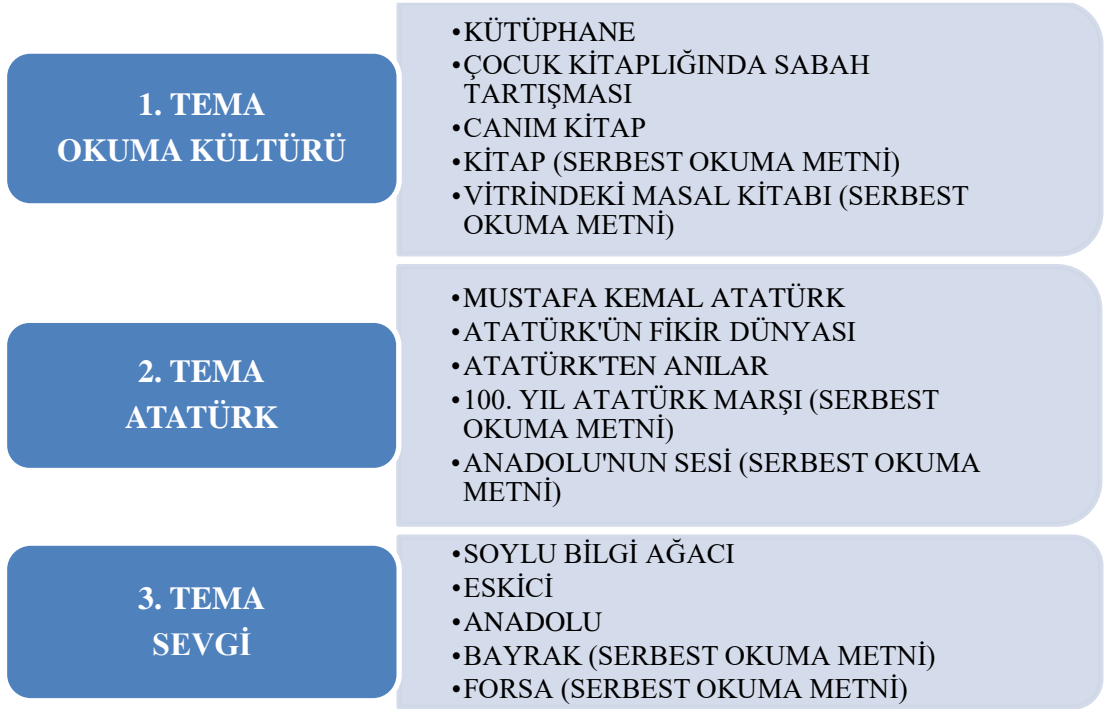 1. TEMA
OKUMA KÜLTÜRÜ
•KÜTÜPHANE
•ÇOCUK KİTAPLIĞINDA SABAH
TARTIŞMASI
•CANIM KİTAP
•KİTAP (SERBEST OKUMA METNİ)
•VİTRİNDEKİ MASAL KİTABI (SERBEST
OKUMA METNİ)
2. TEMA
ATATÜRK
•MUSTAFA KEMAL ATATÜRK
•ATATÜRK'ÜN FİKİR DÜNYASI
•ATATÜRK'TEN ANILAR
•100. YIL ATATÜRK MARŞI (SERBEST
OKUMA METNİ)
•ANADOLU'NUN SESİ (SERBEST OKUMA
METNİ)
3. TEMA
SEVGİ
•SOYLU BİLGİ AĞACI
•ESKİCİ
•ANADOLU
•BAYRAK (SERBEST OKUMA METNİ)
•FORSA (SERBEST OKUMA METNİ)